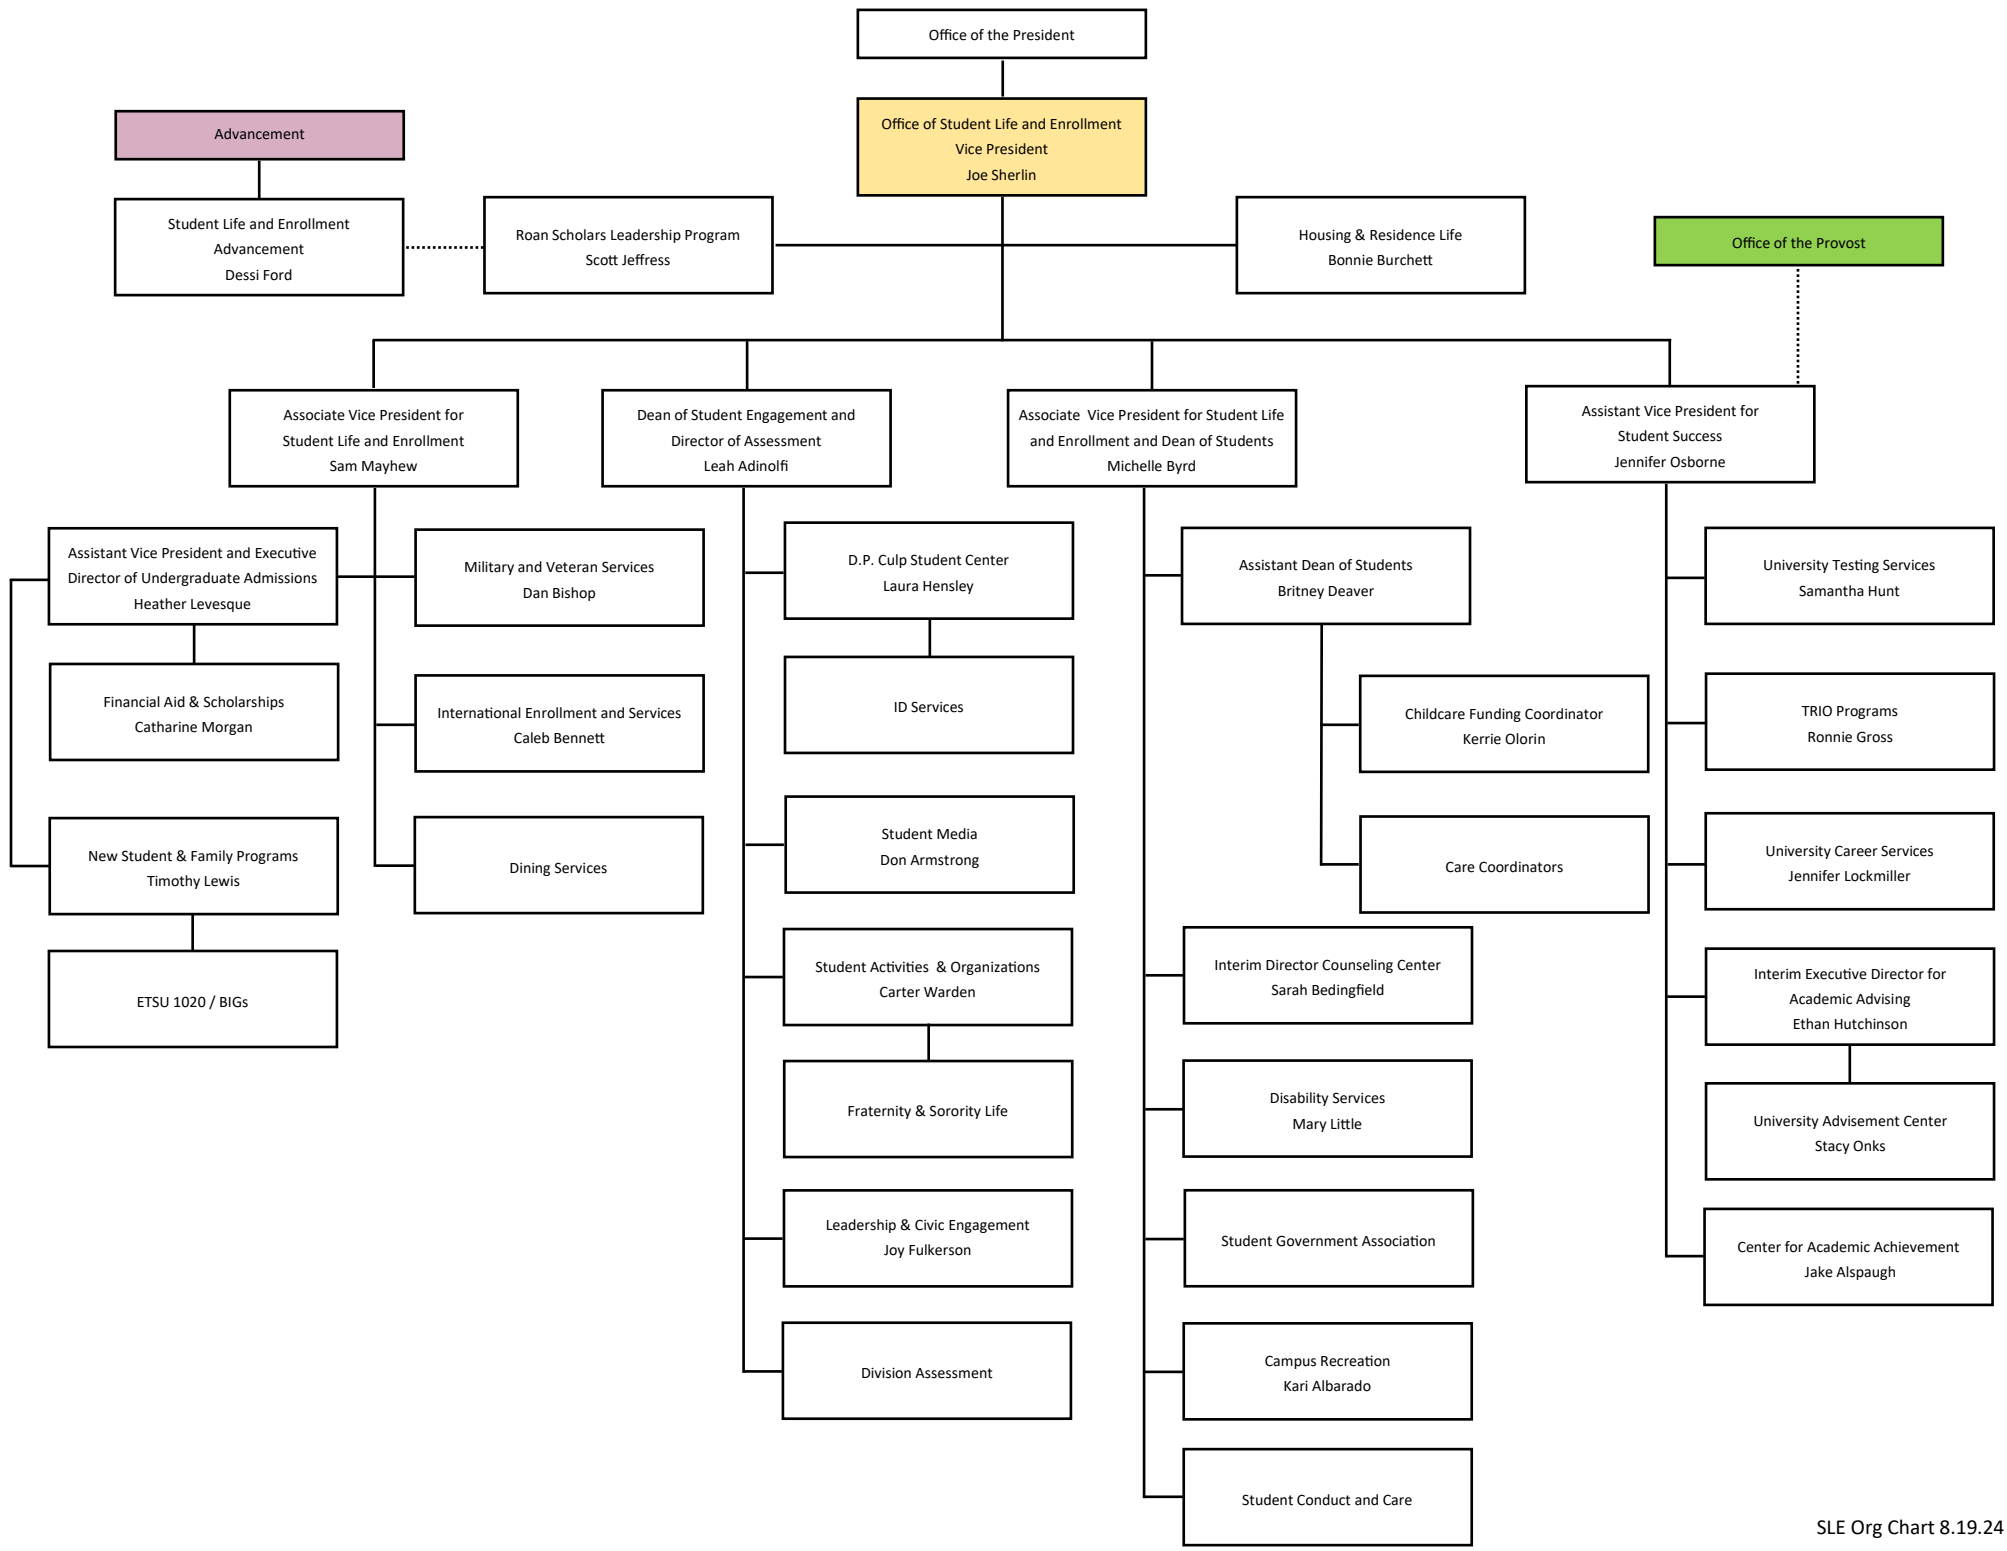 Office of the President
Office of Student Life and Enrollment
Vice President
Joe Sherlin
Advancement
Student Life and Enrollment
Advancement
Dessi Ford
Roan Scholars Leadership Program
Scott Jeffress
Housing & Residence Life
Bonnie Burchett
Office of the Provost
Associate Vice President for
Student Life and Enrollment
Sam Mayhew
Dean of Student Engagement and
Director of Assessment
Leah Adinolfi
Associate  Vice President for Student Life
and Enrollment and Dean of Students
Michelle Byrd
Assistant Vice President for
Student Success
Jennifer Osborne
Assistant Vice President and Executive
Director of Undergraduate Admissions
Heather Levesque
Financial Aid & Scholarships
Catharine Morgan
New Student & Family Programs
Timothy Lewis
ETSU 1020 / BIGs
Military and Veteran Services
Dan Bishop
International Enrollment and Services
Caleb Bennett
Dining Services
D.P. Culp Student Center
Laura Hensley
ID Services
Student Media
Don Armstrong
Student Activities  & Organizations
Carter Warden
Fraternity & Sorority Life
Leadership & Civic Engagement
Joy Fulkerson
Division Assessment
Assistant Dean of Students
Britney Deaver
Childcare Funding Coordinator
Kerrie Olorin
Care Coordinators
Interim Director Counseling Center
Sarah Bedingfield
Disability Services
Mary Little
Student Government Association
Campus Recreation
Kari Albarado
Student Conduct and Care
University Testing Services
Samantha Hunt
TRIO Programs
Ronnie Gross
University Career Services
Jennifer Lockmiller
Interim Executive Director for
Academic Advising
Ethan Hutchinson
University Advisement Center
Stacy Onks
Center for Academic Achievement
Jake Alspaugh
SLE Org Chart 8.19.24